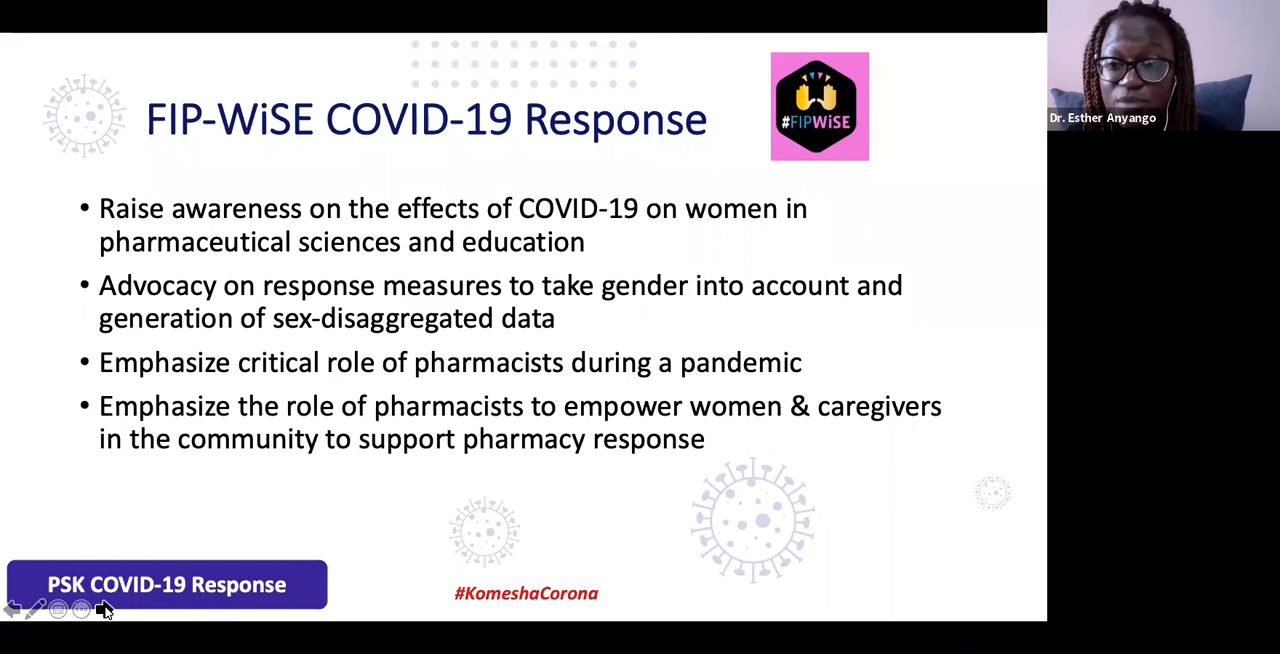 FIP-WiSE COVID-19 Response
#FIPWiSE
Dr. Esther Anyango
• Raise awareness on the effects of COVID-19 on women in
pharmaceutical sciences and education
• Advocacy on response measures to take gender into account and
generation of sex-disaggregated data
• Emphasize critical role of pharmacists during a pandemic
• Emphasize the role of pharmacists to empower women & caregivers
in the community to support pharmacy response
PSK COVID-19 Response
#KomeshaCorona